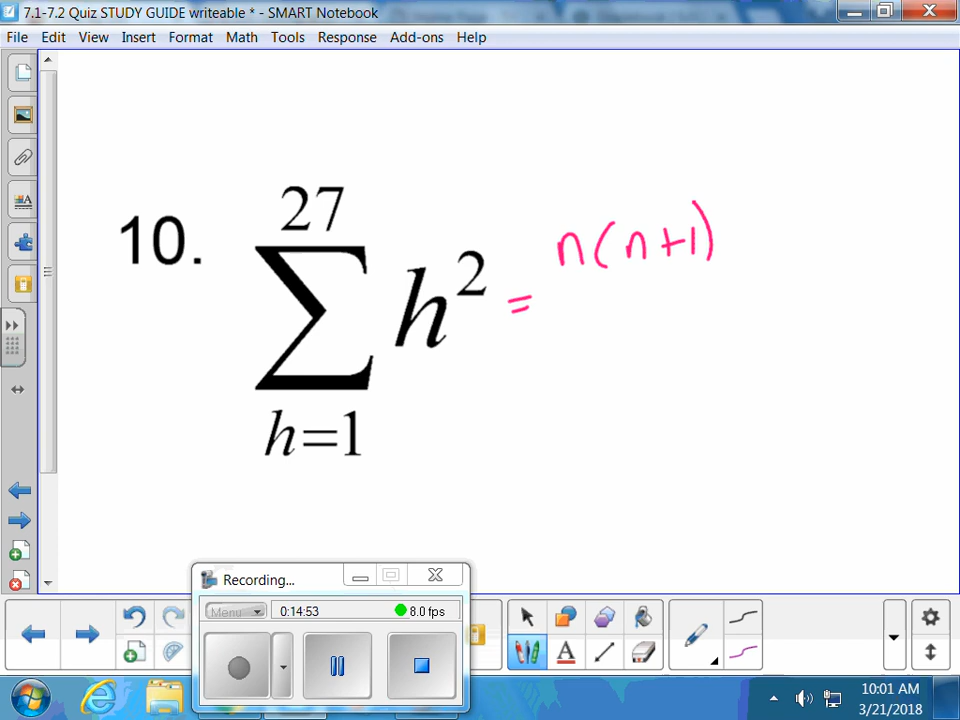 7.1-7.2 Quiz STUDY GUIDE writeable * - SMART Notebook
File Edit View Insert Format Math Tools Response Add-ons Help
10.
27
∑ h² = n(n+1)
h=1
Recording...
Menu 0:14:53 8.0 fps
A
10:01 AM
3/21/2018